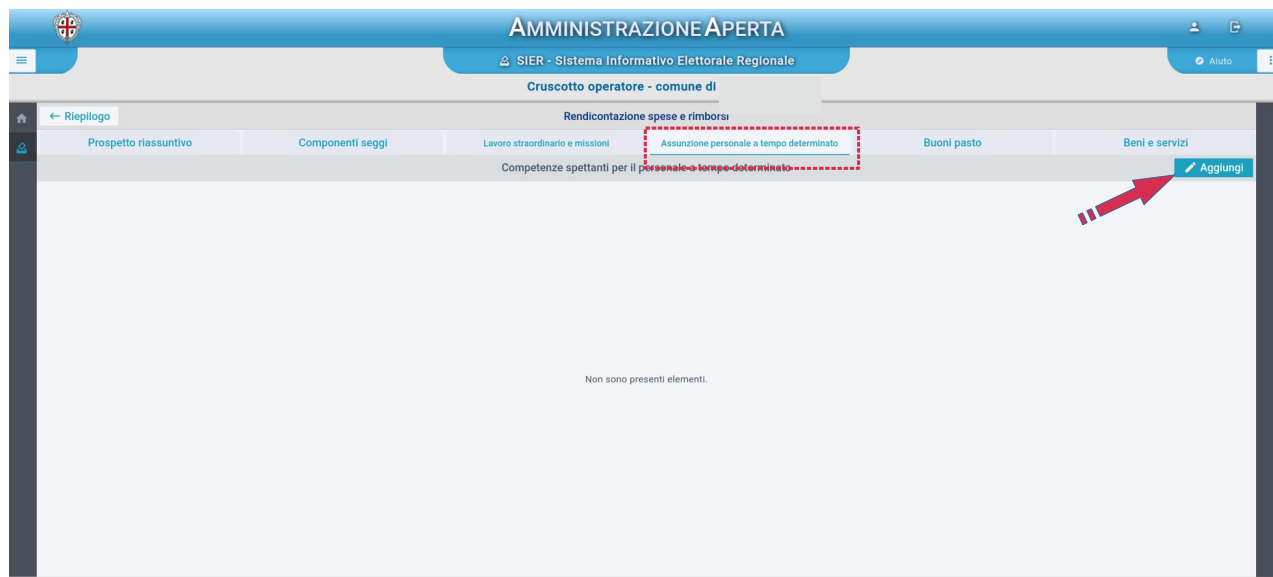 AMMINISTRAZIONE APERTA
SIER - Sistema Informativo Elettorale Regionale
Aiuto
Cruscotto operatore - comune di
← Riepilogo
Rendicontazione spese e rimborsi
Prospetto riassuntivo
Componenti seggi
Lavoro straordinario e missioni
Assunzione personale a tempo determinato
Buoni pasto
Beni e servizi
Competenze spettanti per il personale a tempo determinato
Aggiungi
Non sono presenti elementi.